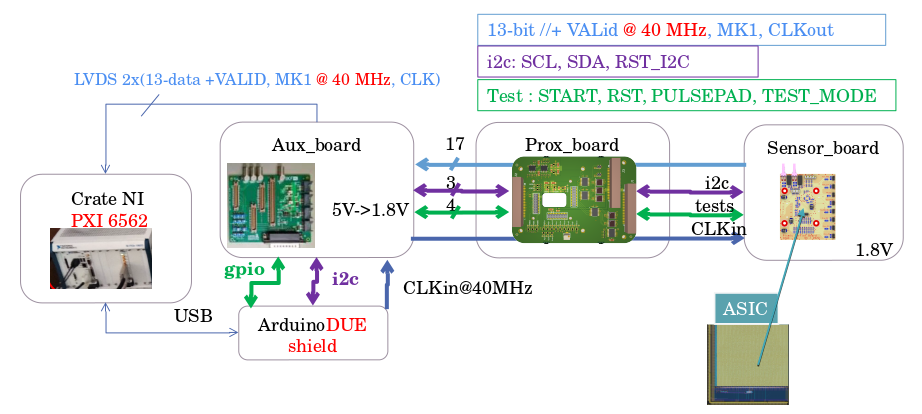 13-bit //+ VALid @ 40 MHz, MK1, CLKout
i2c: SCL, SDA, RST_I2C
LVDS 2x(13-data +VALID, MK1 @ 40 MHz, CLK)
Test : START, RST, PULSEPAD, TEST_MODE
Aux_board
17
Prox_board
Sensor_board
3
i2c
Crate NI
PXI 6562
5V->1.8V
4
tests
CLKin
1.8V
gpio
i2c
CLKin@40MHz
USB
ArduinoDUE
shield
ASIC